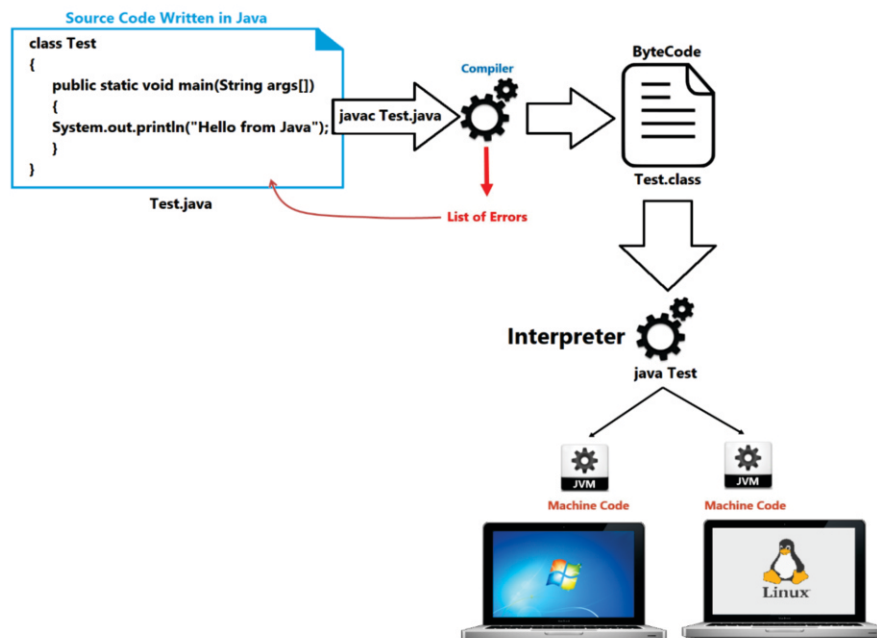 Source Code Written in Java
class Test
{
public static void main(String args[])
{
System.out.println("Hello from Java");
}
}
Test.java
javac Test.java
Compiler
List of Errors
ByteCode
Test.class
Interpreter
java Test
JVM
JVM
Machine Code
Machine Code
Linux